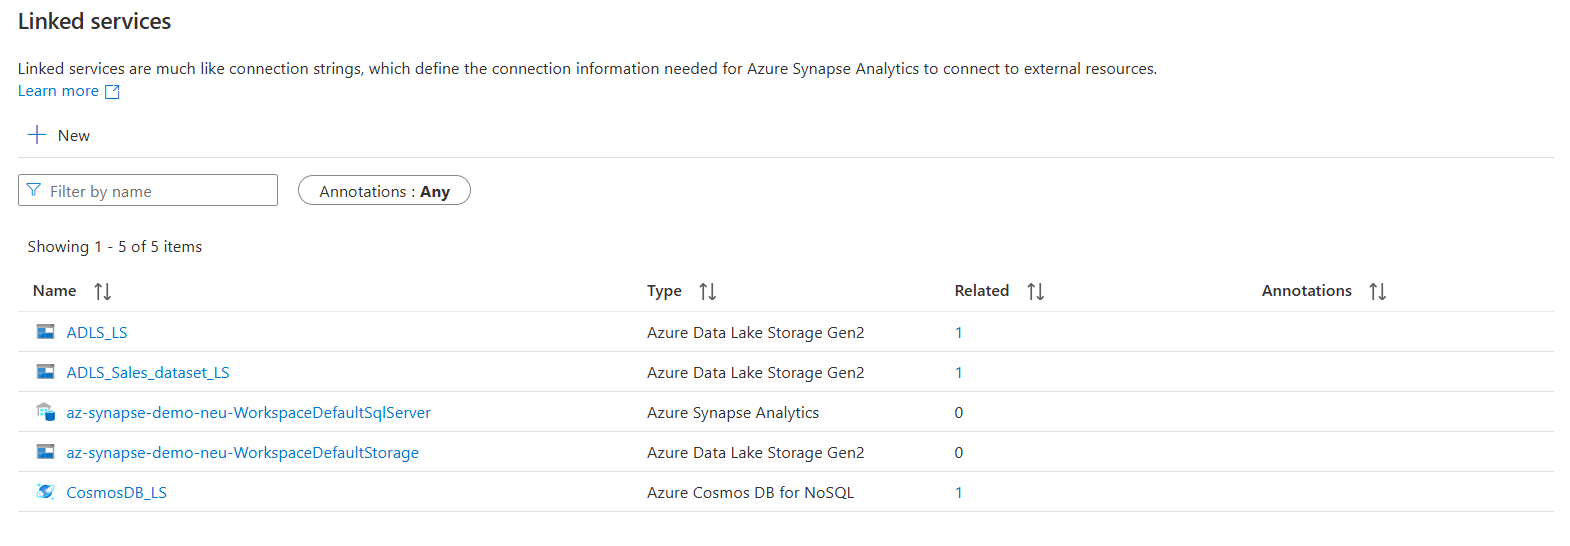 Linked services
Linked services are much like connection strings, which define the connection information needed for Azure Synapse Analytics to connect to external resources.
Learn more
New
Filter by name
Annotations : Any
Showing 1 - 5 of 5 items
Name Type Related Annotations
ADLS_LS Azure Data Lake Storage Gen2 1
ADLS_Sales_dataset_LS Azure Data Lake Storage Gen2 1
az-synapse-demo-neu-WorkspaceDefaultSqlServer Azure Synapse Analytics 0
az-synapse-demo-neu-WorkspaceDefaultStorage Azure Data Lake Storage Gen2 0
CosmosDB_LS Azure Cosmos DB for NoSQL 1